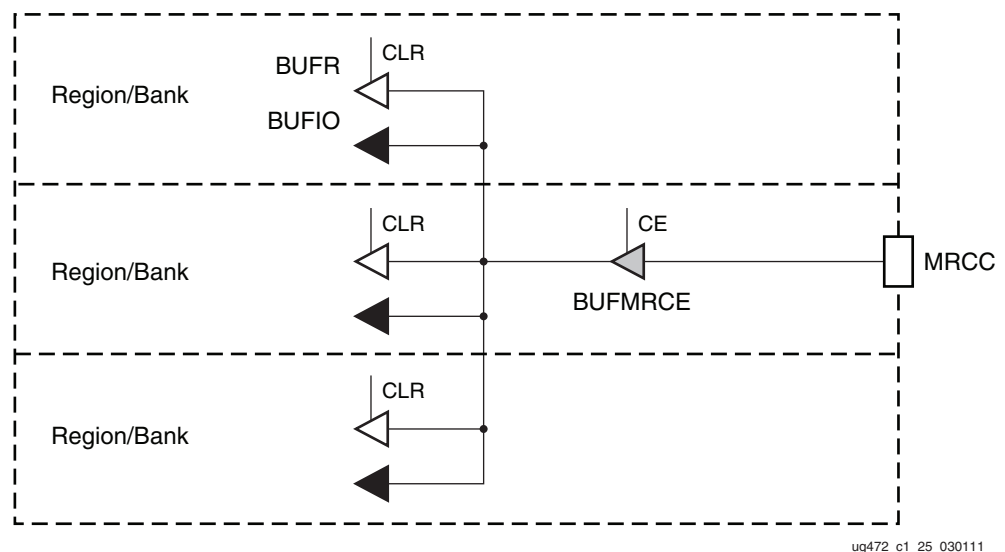 BUFR
CLR
Region/Bank
BUFIO
CLR
CE
Region/Bank
MRCC
BUFMRCE
CLR
Region/Bank
ug472_c1_25_030111